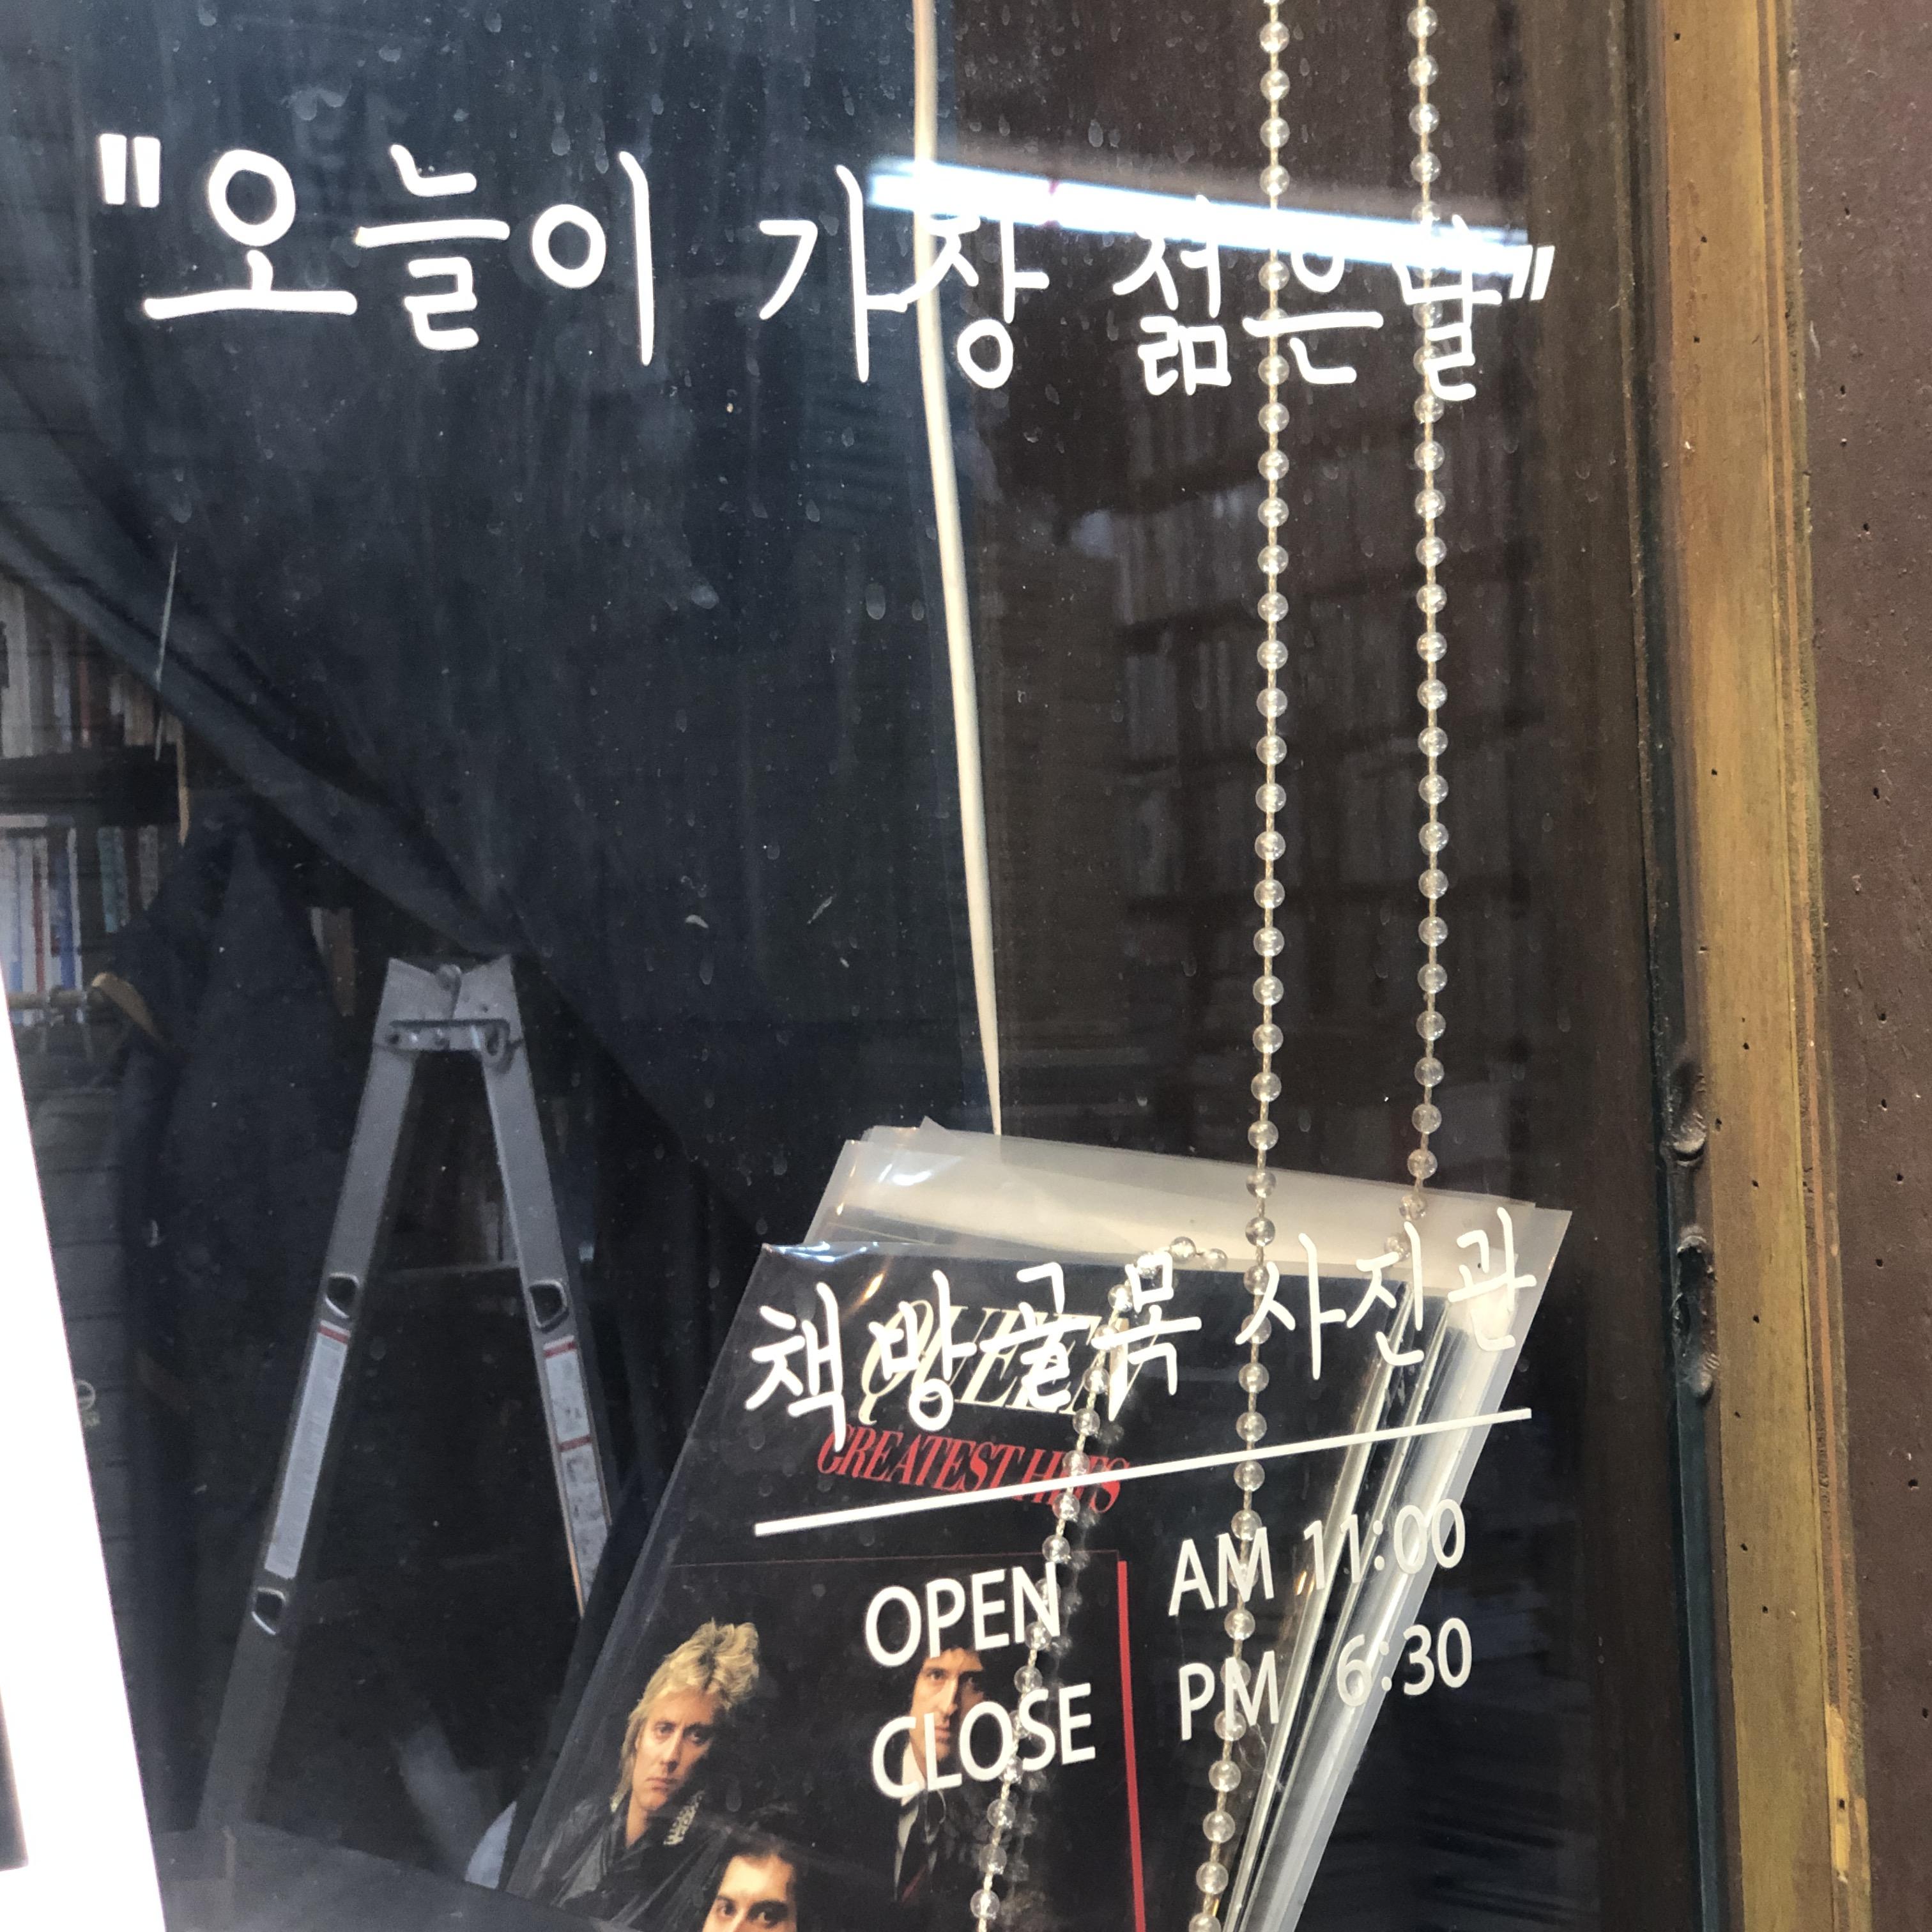 "오늘이 가장 젊은날"
책방골목 사진관
QUEEN
GREATEST HITS
OPEN AM 11:00
CLOSE PM 6:30